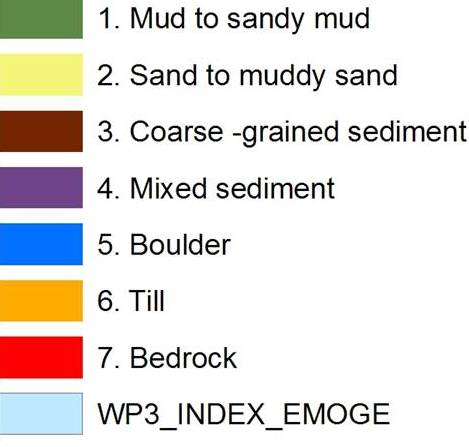 1. Mud to sandy mud
2. Sand to muddy sand
3. Coarse -grained sediment
4. Mixed sediment
5. Boulder
6. Till
7. Bedrock
WP3_INDEX_EMOGE